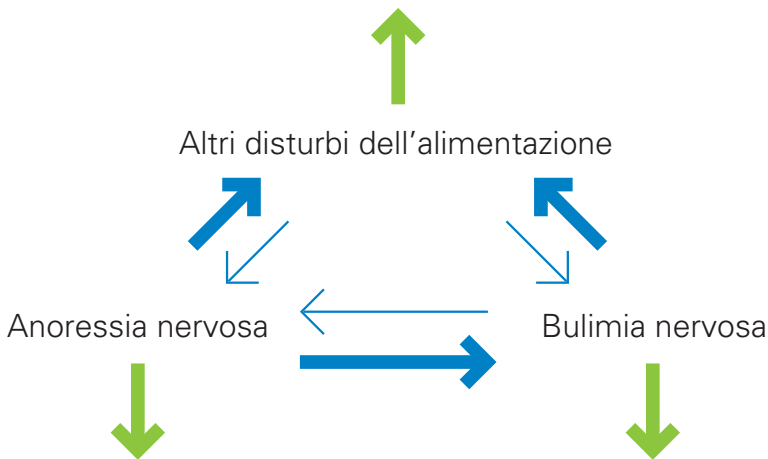 Altri disturbi dell'alimentazione
Anoressia nervosa
Bulimia nervosa